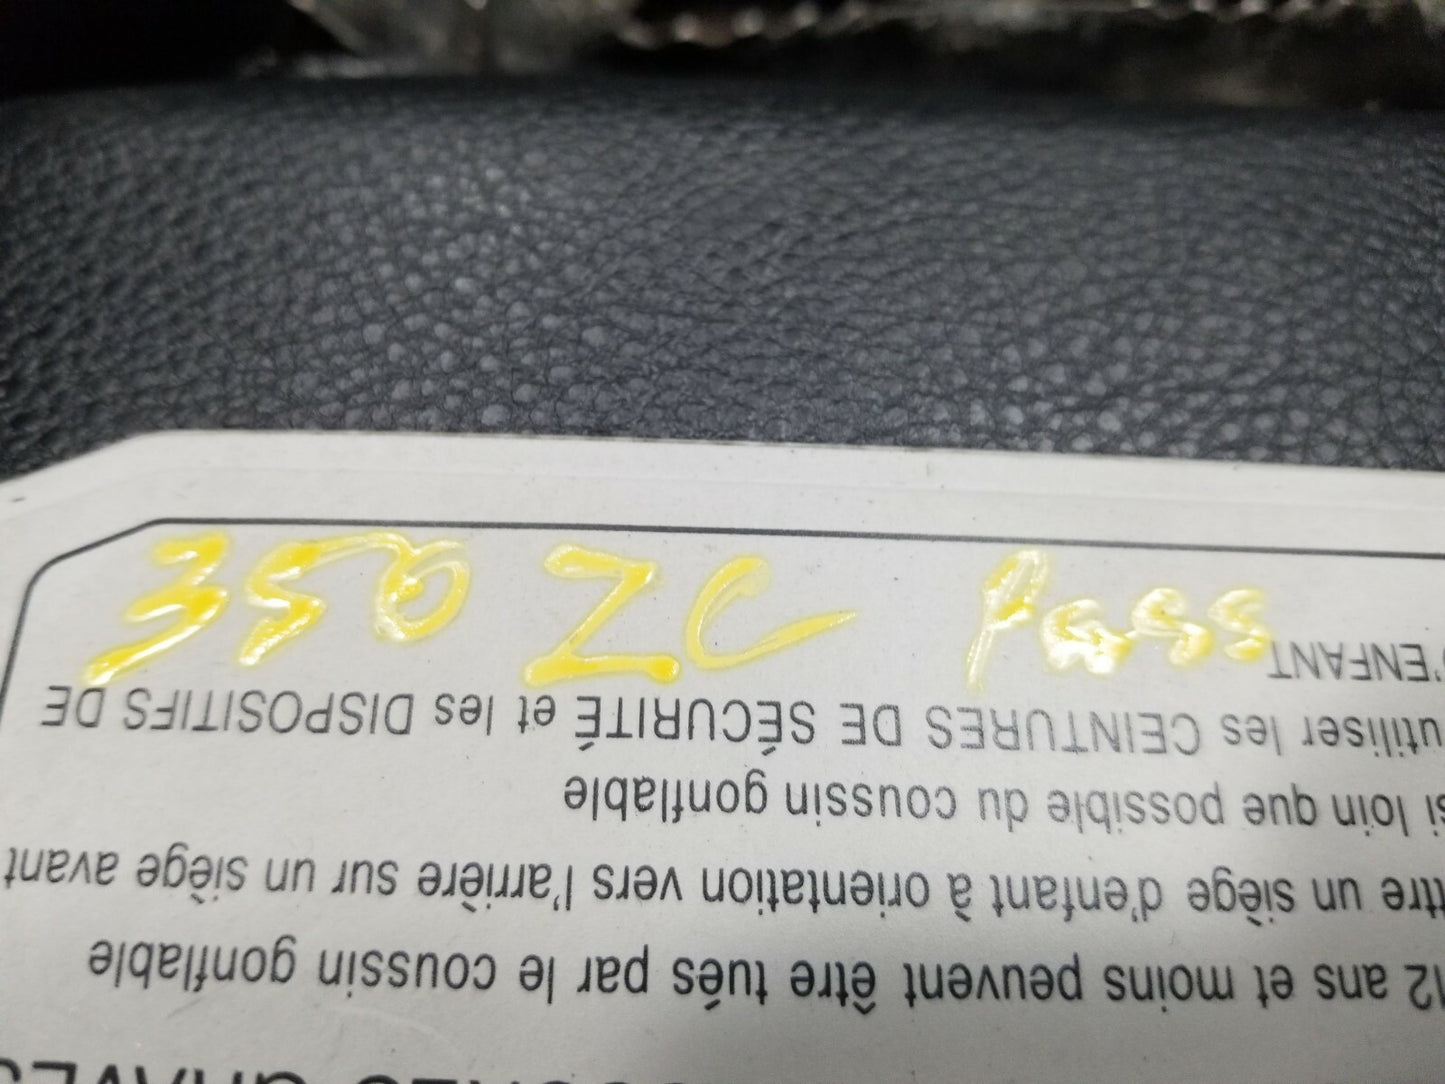 350 ZC Pass
12 ans et moins peuvent être tués par le coussin gonflable
ttre un siège d'enfant à orientation vers l'arrière sur un siège avant
si loin que possible du coussin gonflable
utiliser les CEINTURES DE SÉCURITÉ et les DISPOSITIFS DE
'ENFANT